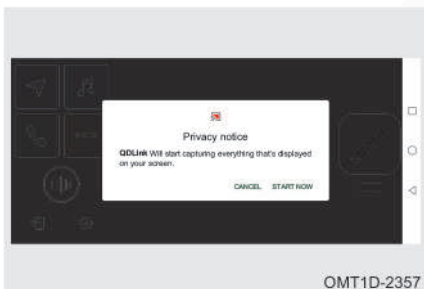 Privacy notice
QDLink Will start capturing everything that's displayed
on your screen.
CANCEL START NOW
OMT1D-2357